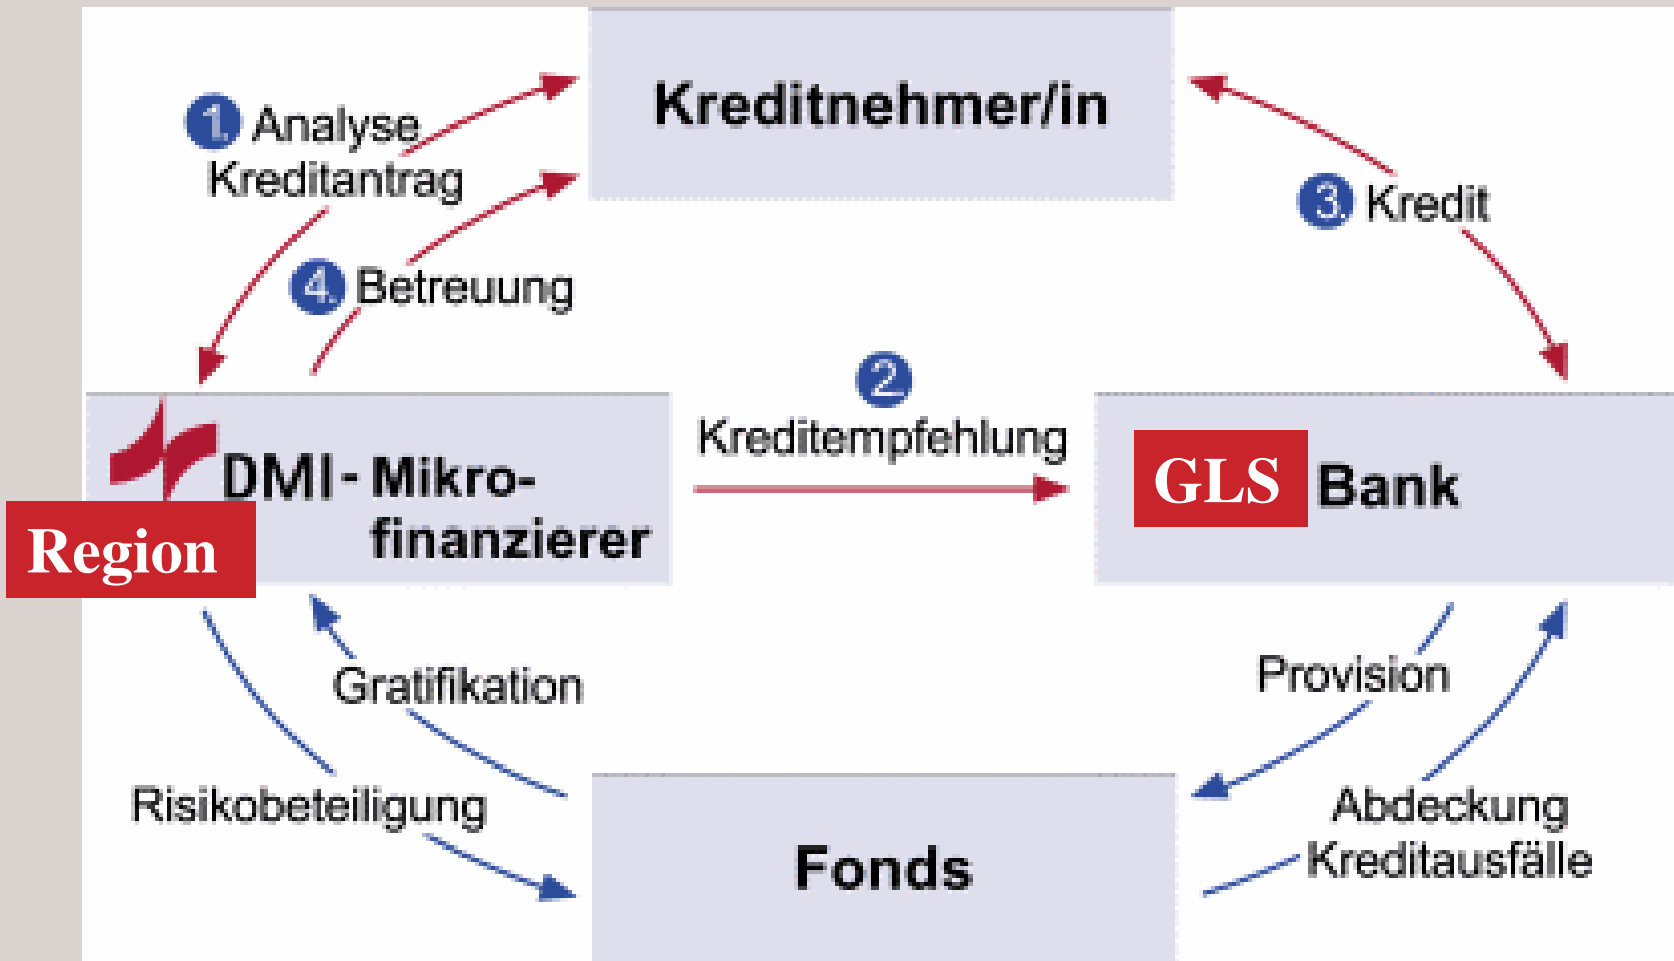 Kreditnehmer/in
1. Analyse
Kreditantrag
3. Kredit
4. Betreuung
2.
Kreditempfehlung
DMI - Mikro-
finanzierer
Region
GLS Bank
Gratifikation
Provision
Risikobeteiligung
Abdeckung
Kreditausfälle
Fonds